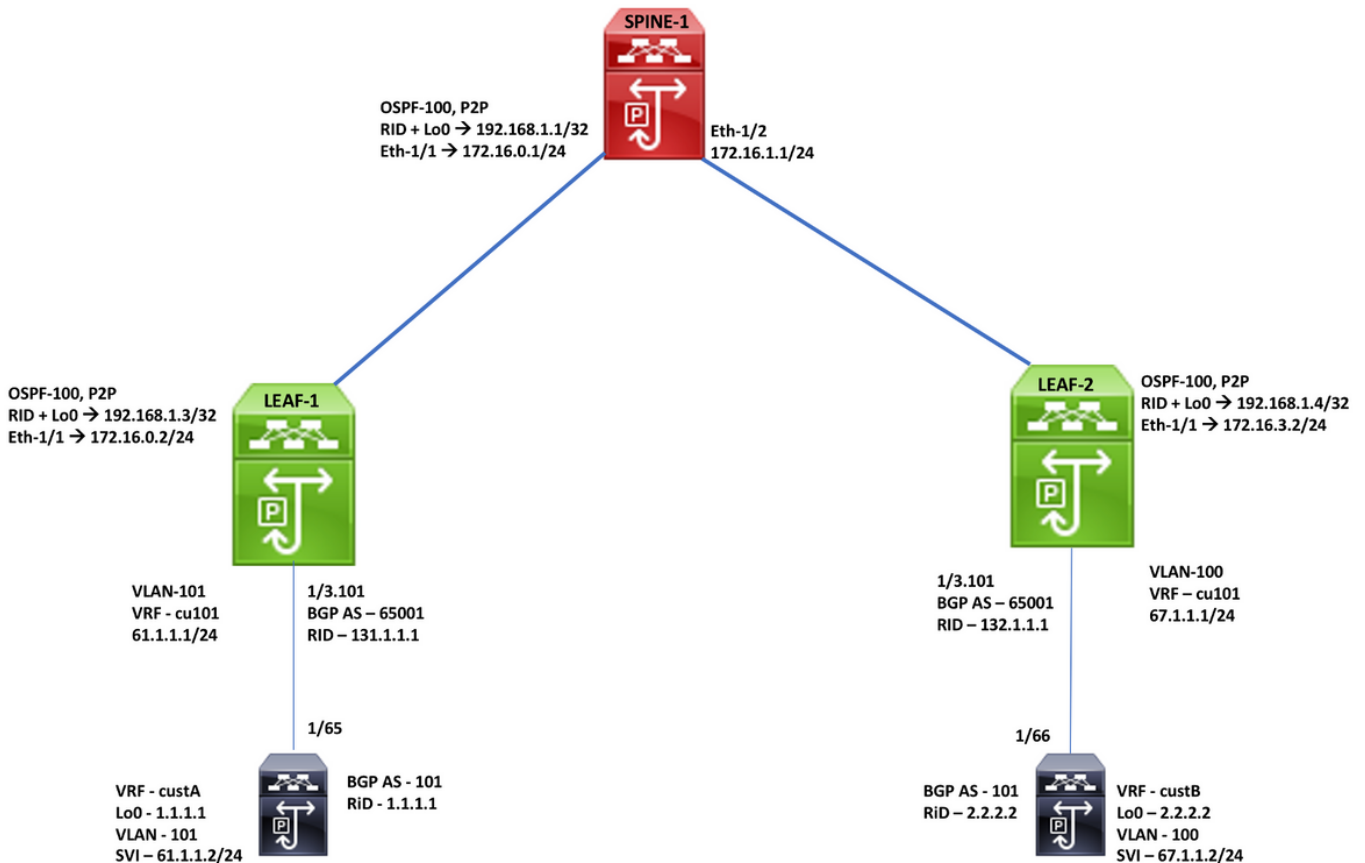 SPINE-1
OSPF-100, P2P
RID + Lo0 → 192.168.1.1/32
Eth-1/1 → 172.16.0.1/24
P
Eth-1/2
172.16.1.1/24
OSPF-100, P2P
RID + Lo0 → 192.168.1.3/32
Eth-1/1 → 172.16.0.2/24
LEAF-1
P
LEAF-2
P
OSPF-100, P2P
RID + Lo0 → 192.168.1.4/32
Eth-1/1 → 172.16.3.2/24
VLAN-101
VRF - cu101
61.1.1.1/24
1/3.101
BGP AS – 65001
RID – 131.1.1.1
1/3.101
BGP AS – 65001
RID – 132.1.1.1
VLAN-100
VRF – cu101
67.1.1.1/24
1/65
1/66
VRF - custA
Lo0 - 1.1.1.1
VLAN - 101
SVI – 61.1.1.2/24
P
BGP AS - 101
RiD - 1.1.1.1
BGP AS - 101
RiD – 2.2.2.2
P
VRF - custB
Lo0 – 2.2.2.2
VLAN - 100
SVI – 67.1.1.2/24